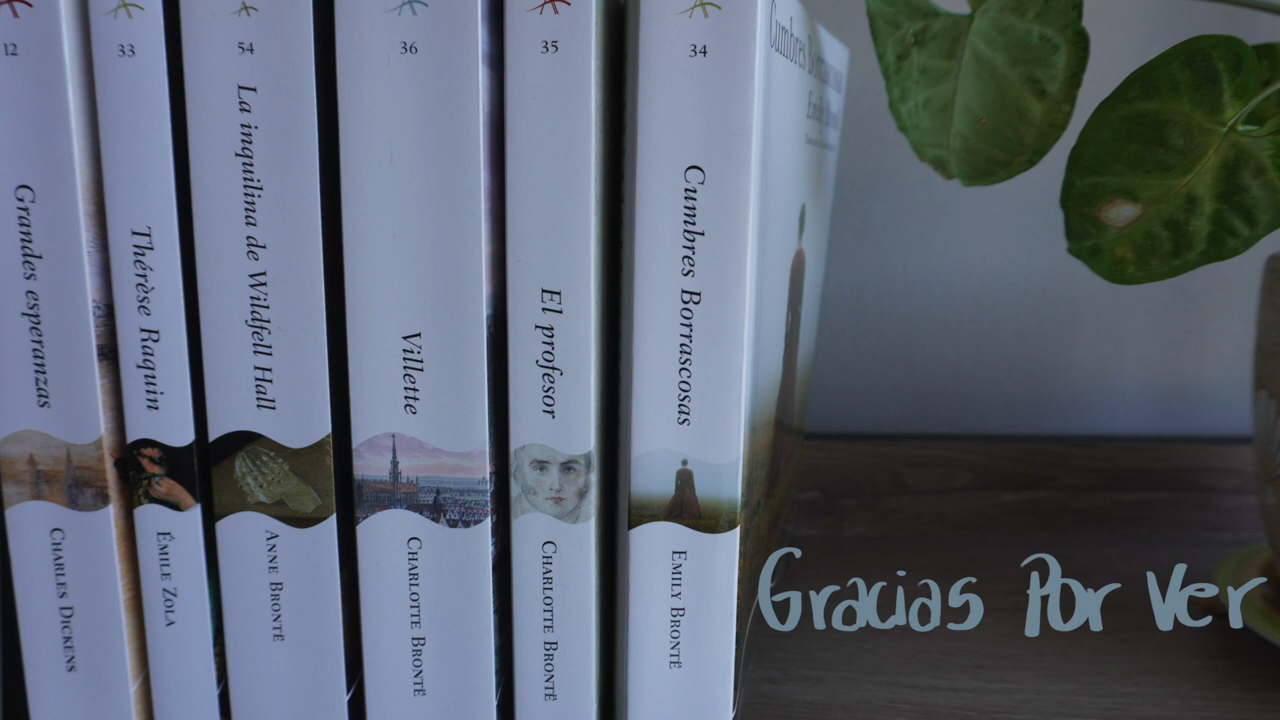 12
Grandes esperanzas
CHARLES DICKENS
33
Thérèse Raquin
ÉMILE ZOLA
54
La inquilina de Wildfell Hall
ANNE BRONTË
36
Villette
CHARLOTTE BRONTË
35
El profesor
CHARLOTTE BRONTË
34
Cumbres Borrascosas
EMILY BRONTË
Cumbres
Gracias Por Ver